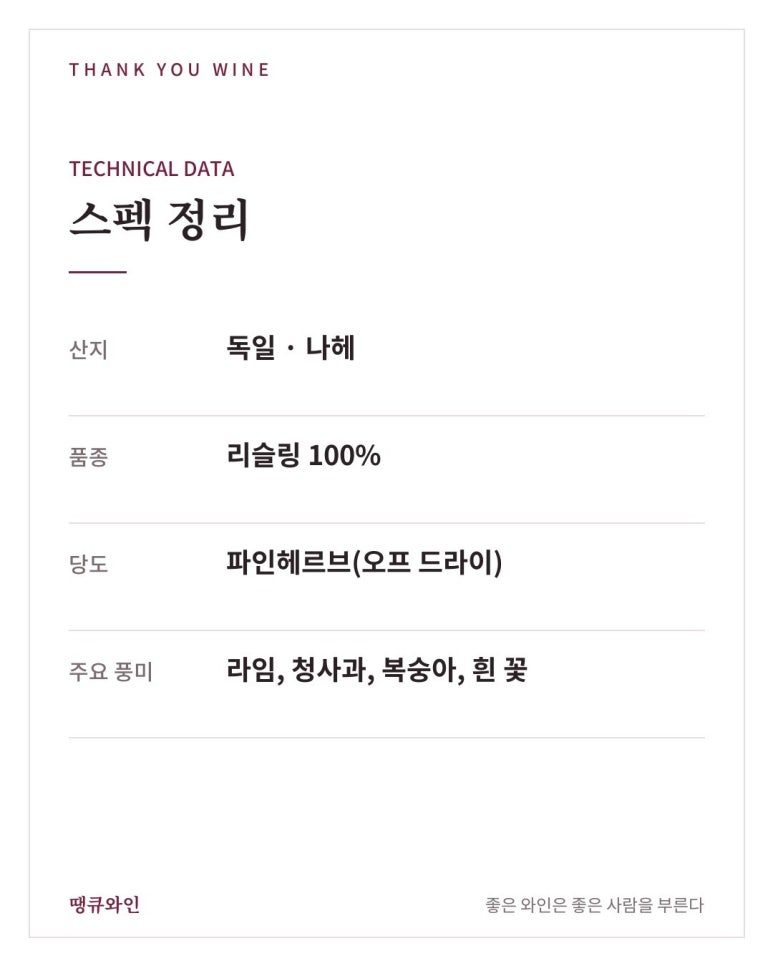 THANK YOU WINE
TECHNICAL DATA
스펙 정리
산지 독일 · 나헤
품종 리슬링 100%
당도 파인헤르브(오프 드라이)
주요 풍미 라임, 청사과, 복숭아, 흰 꽃
땡큐와인 좋은 와인은 좋은 사람을 부른다